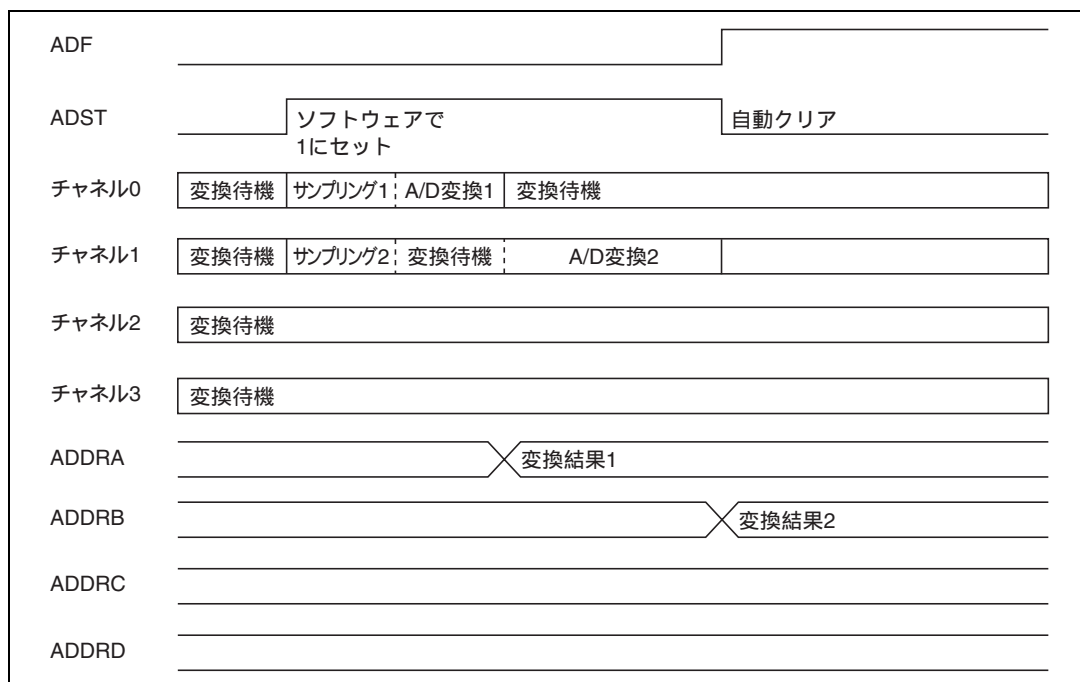 ADF
ADST
ソフトウェアで
1にセット
自動クリア
チャネル0
変換待機
サンプリング1
A/D変換1
変換待機
チャネル1
変換待機
サンプリング2
変換待機
A/D変換2
チャネル2
変換待機
チャネル3
変換待機
ADDRA
変換結果1
ADDRB
変換結果2
ADDRC
ADDRD